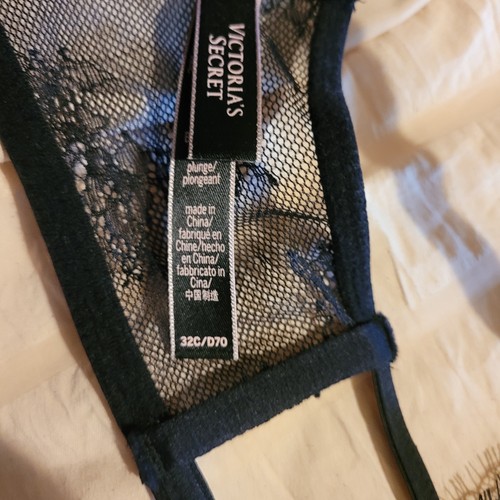 VICTORIA'S
SECRET
plunge/
plongeant
made in
China/
fabriqué en
Chine/hecho
en China/
fabbricato in
Cina/
中国制造
32C/D70